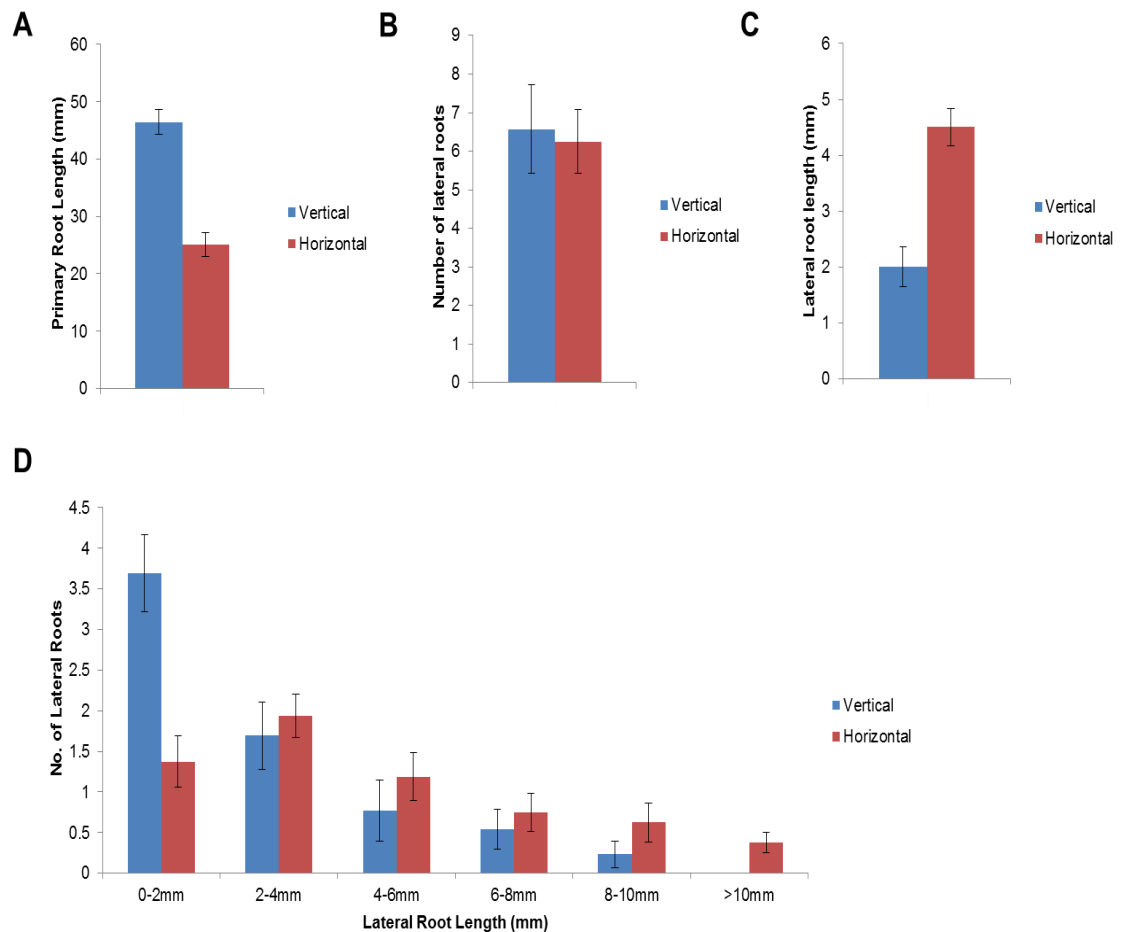 A
Primary Root Length (mm)
60
50
40
30
20
10
0
Vertical
Horizontal
B
Number of lateral roots
9
8
7
6
5
4
3
2
1
0
Vertical
Horizontal
C
Lateral root length (mm)
6
5
4
3
2
1
0
Vertical
Horizontal
D
No. of Lateral Roots
4.5
4
3.5
3
2.5
2
1.5
1
0.5
0
0-2mm 2-4mm 4-6mm 6-8mm 8-10mm >10mm
Lateral Root Length (mm)
Vertical
Horizontal